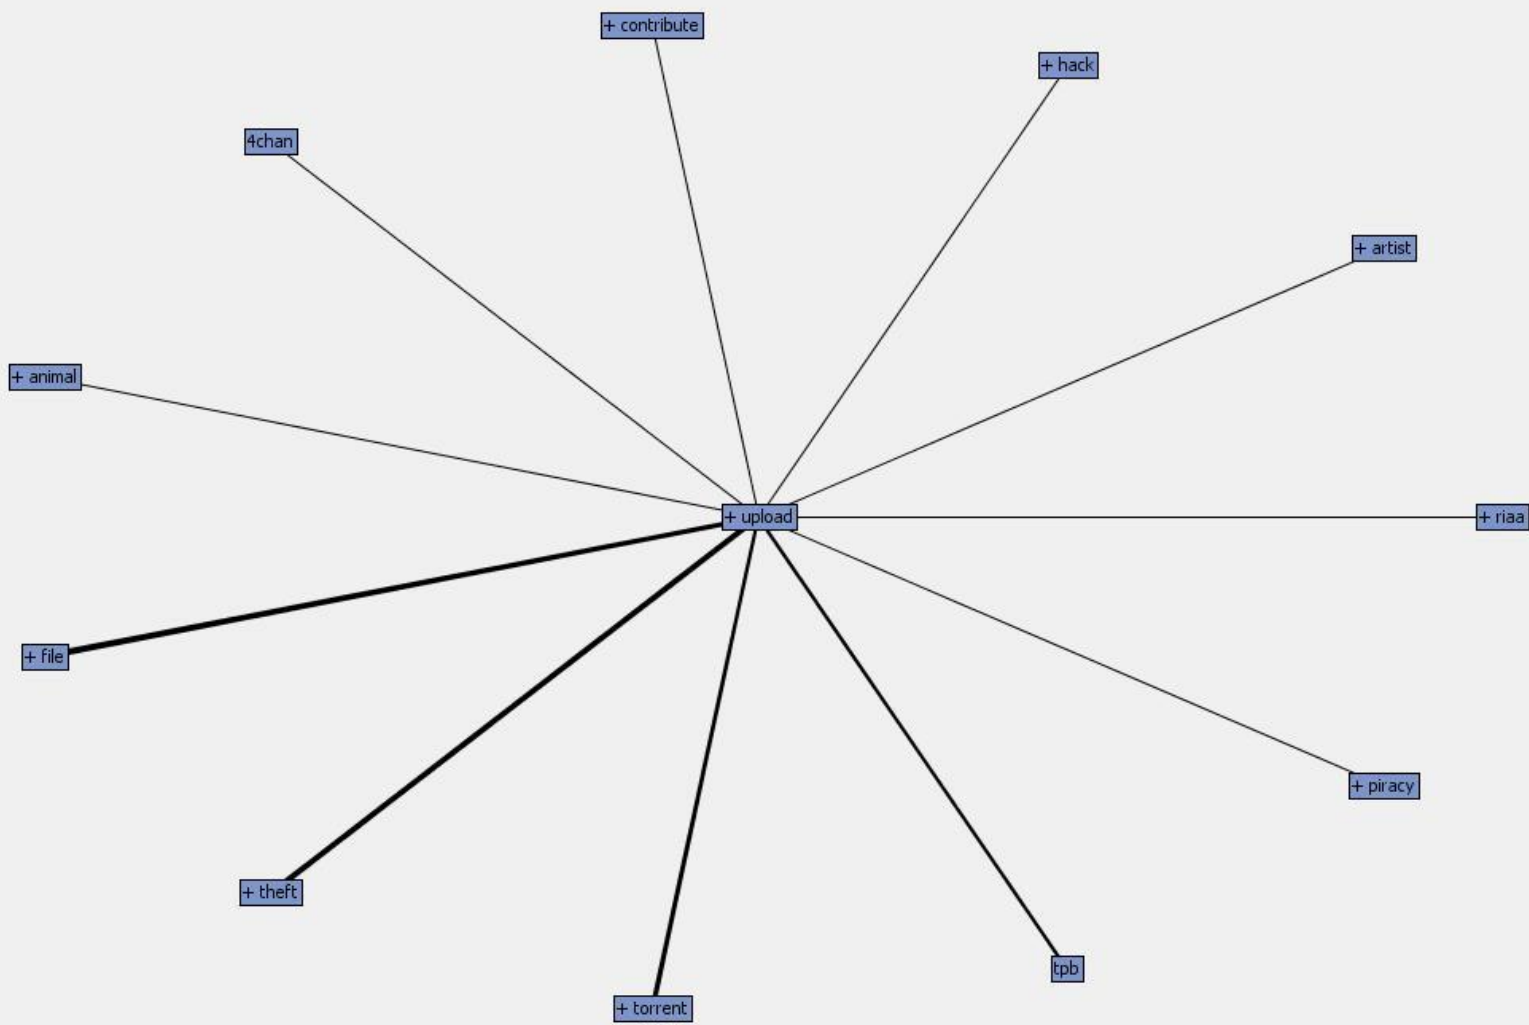 + contribute
+ hack
4chan
+ artist
+ animal
+ upload
+ riaa
+ file
+ piracy
+ theft
tpb
+ torrent